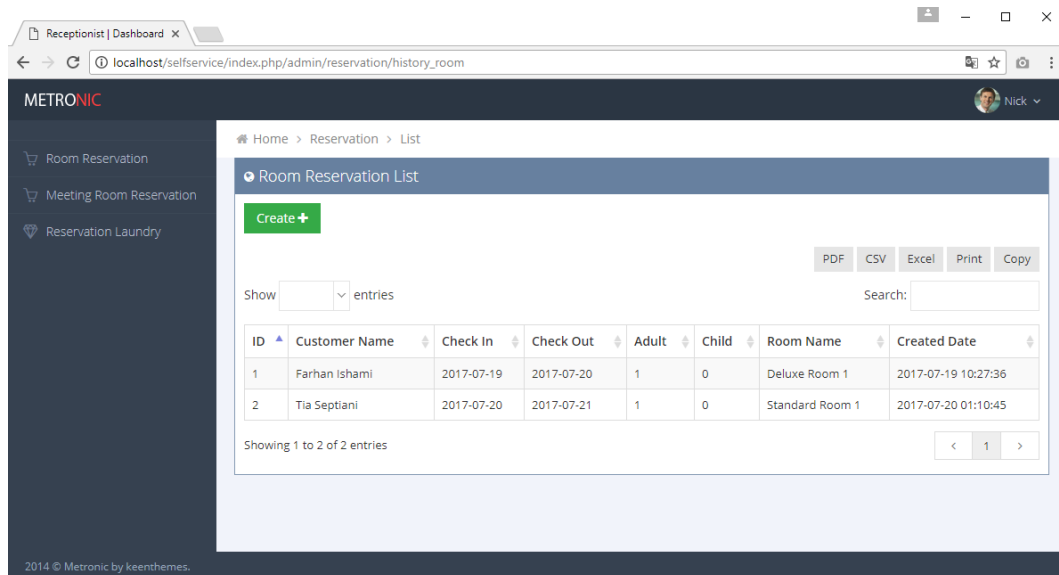 Receptionist | Dashboard
localhost/selfservice/index.php/admin/reservation/history_room
METRONIC
Nick
Room Reservation
Meeting Room Reservation
Reservation Laundry
Home > Reservation > List
Room Reservation List
Create +
PDF CSV Excel Print Copy
Show entries Search:
ID Customer Name Check In Check Out Adult Child Room Name Created Date
1 Farhan Ishami 2017-07-19 2017-07-20 1 0 Deluxe Room 1 2017-07-19 10:27:36
2 Tia Septiani 2017-07-20 2017-07-21 1 0 Standard Room 1 2017-07-20 01:10:45
Showing 1 to 2 of 2 entries < 1 >
2014 © Metronic by keenthemes.